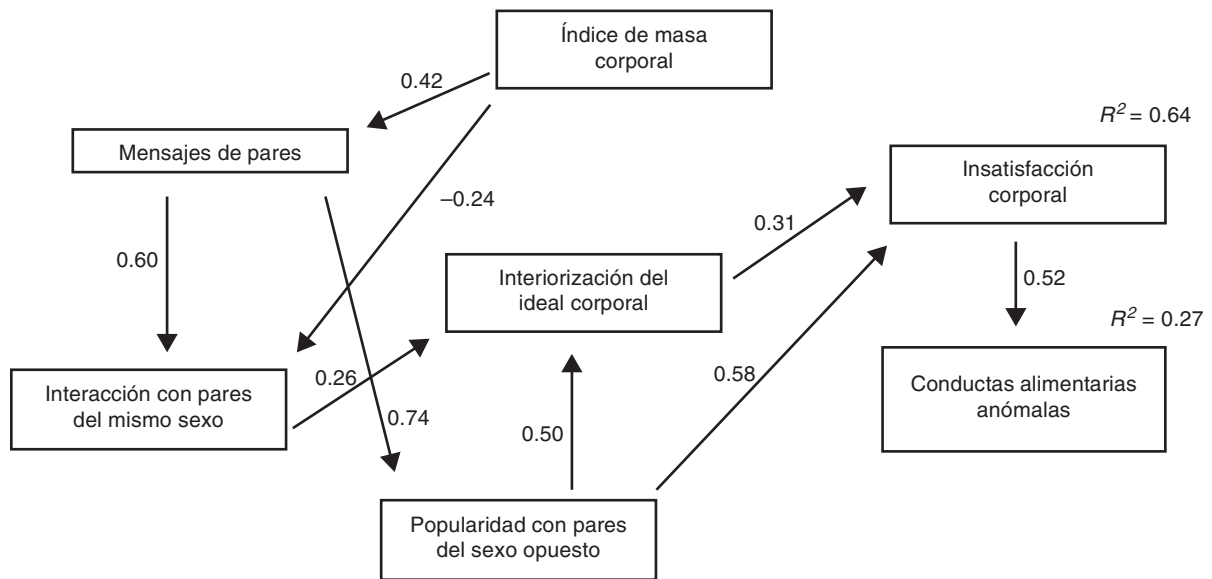 Índice de masa
corporal
0.42
R² = 0.64
Mensajes de pares
Insatisfacción
corporal
–0.24
0.31
0.60
Interiorización del
ideal corporal
0.52
R² = 0.27
Interacción con pares
del mismo sexo
0.26
0.58
Conductas alimentarias
anómalas
0.74
0.50
Popularidad con pares
del sexo opuesto